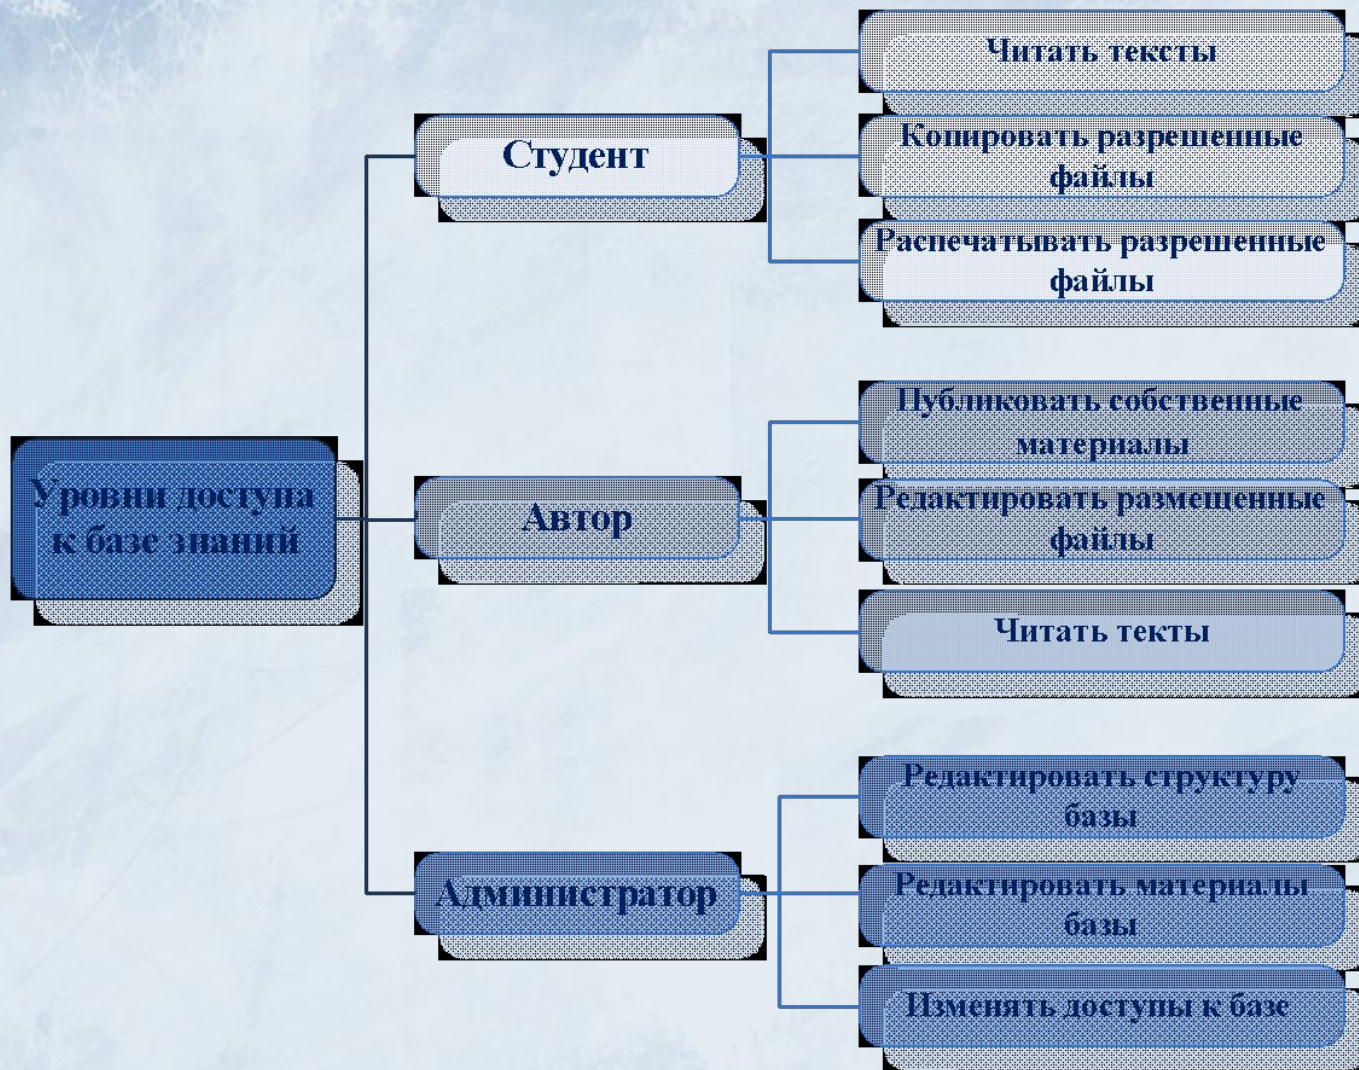 Уровни доступа
к базе знаний
Студент
Читать тексты
Копировать разрешенные
файлы
Распечатывать разрешенные
файлы
Автор
Публиковать собственные
материалы
Редактировать размещенные
файлы
Читать текты
Администратор
Редактировать структуру
базы
Редактировать материалы
базы
Изменять доступы к базе